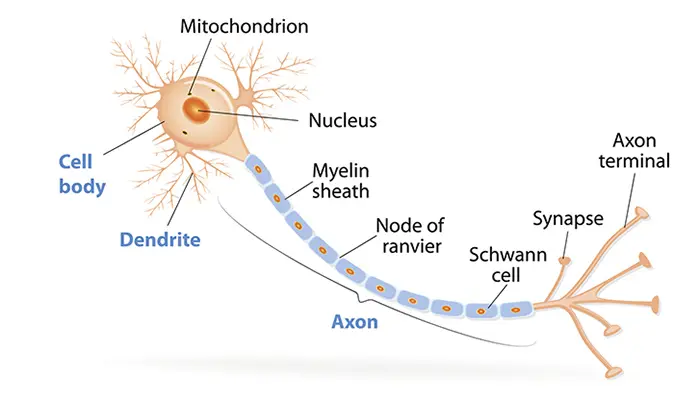 Mitochondrion
Nucleus
Cell
body
Myelin
sheath
Dendrite
Node of
ranvier
Axon
terminal
Synapse
Schwann
cell
Axon